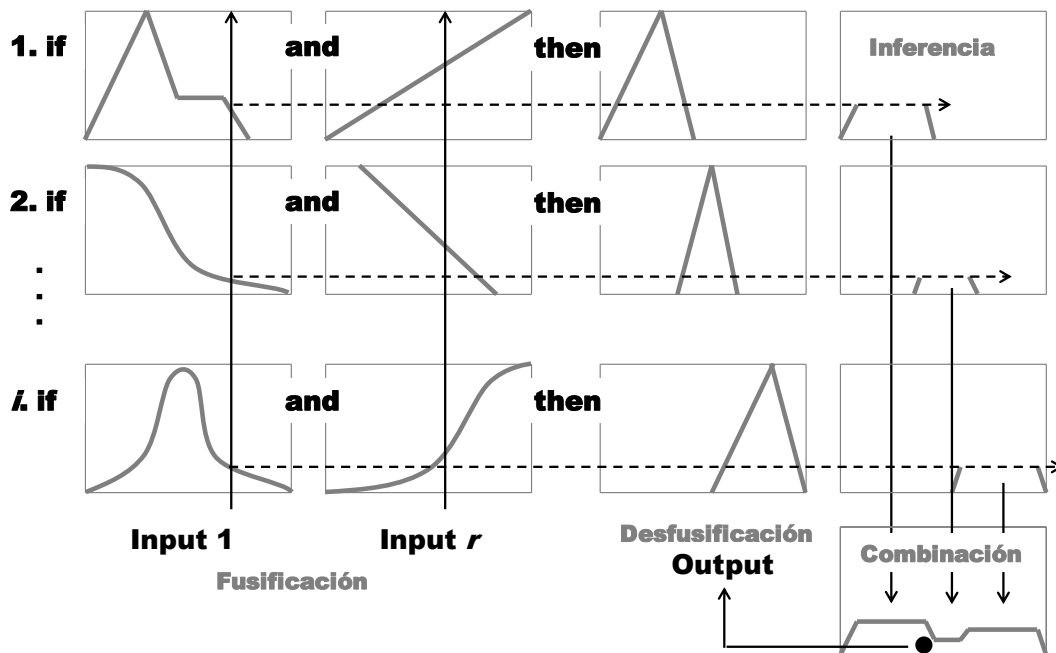 1. if and then Inferencia
2. if and then
.
.
.
i. if and then
Input 1 Input r Desfusificación
Output
Combinación
Fusificación